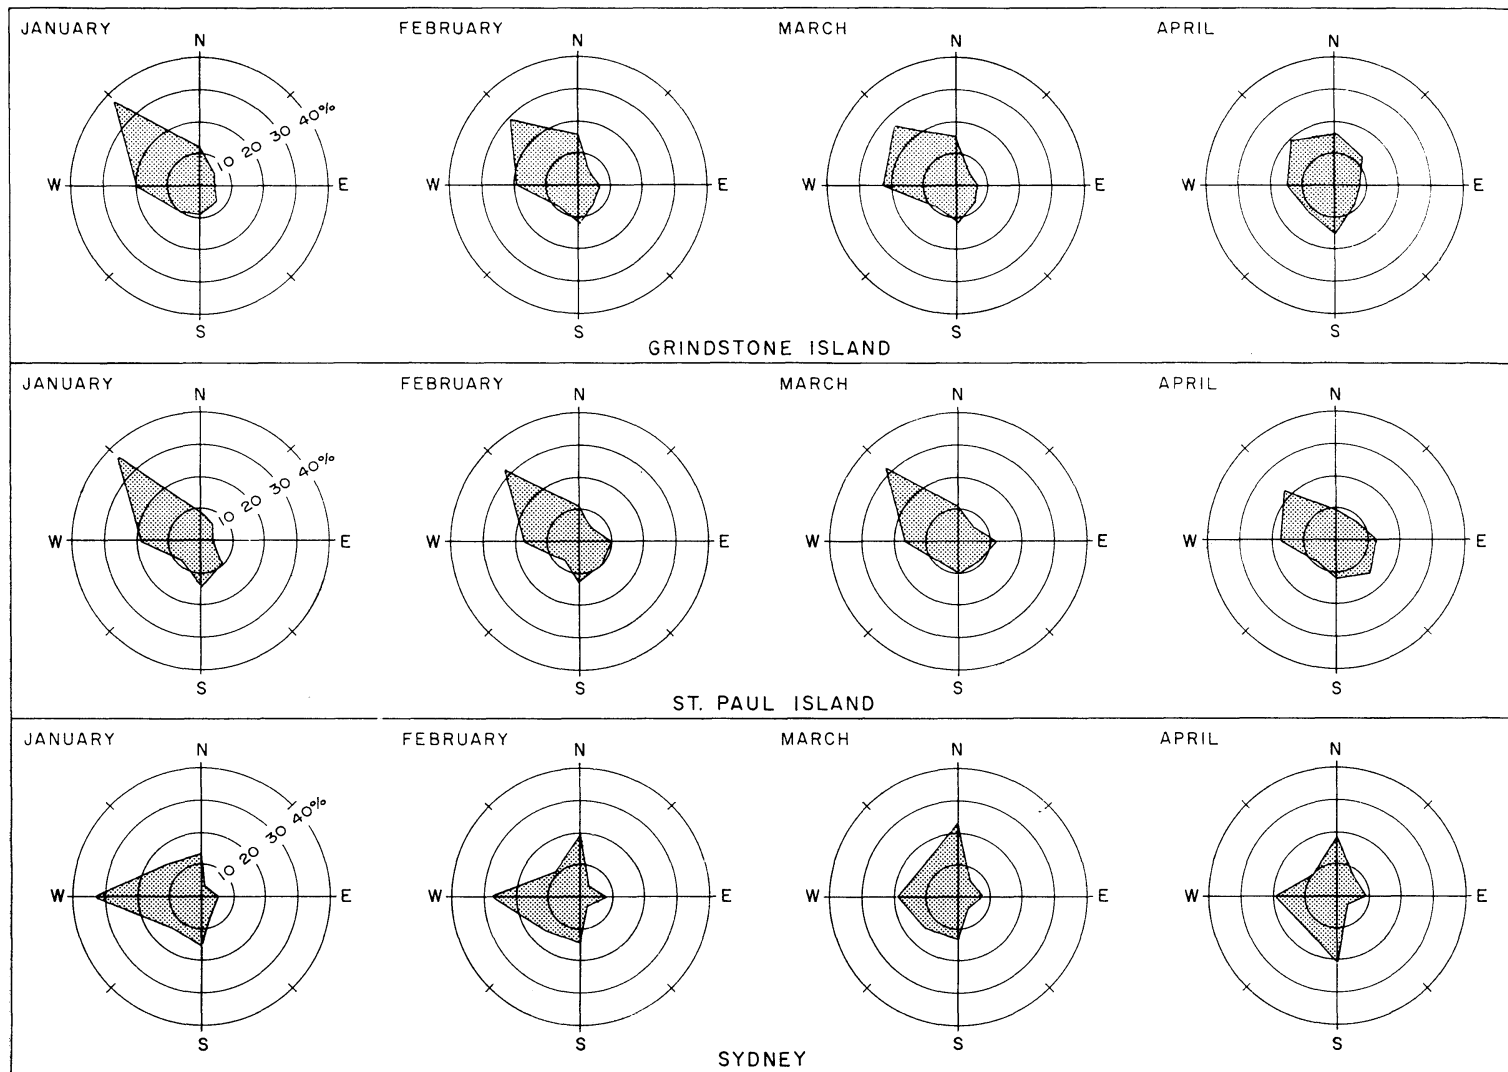 JANUARY FEBRUARY MARCH APRIL
N N N N
10 20 30 40%
W E W E W E W E
S S S S
GRINDSTONE ISLAND
JANUARY FEBRUARY MARCH APRIL
N N N N
10 20 30 40%
W E W E W E W E
S S S S
ST. PAUL ISLAND
JANUARY FEBRUARY MARCH APRIL
N N N N
10 20 30 40%
W E W E W E W E
S S S S
SYDNEY